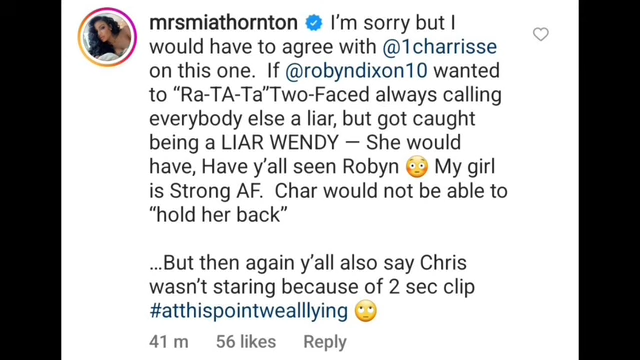 mrsmiathornton I’m sorry but I
would have to agree with @1charrisse
on this one. If @robyndixon10 wanted
to “Ra-TA-Ta”Two-Faced always calling
everybody else a liar, but got caught
being a LIAR WENDY — She would
have, Have y’all seen Robyn 😳 My girl
is Strong AF. Char would not be able to
“hold her back”
…But then again y’all also say Chris
wasn’t staring because of 2 sec clip
#atthispointwealllying 🙄
41 m 56 likes Reply